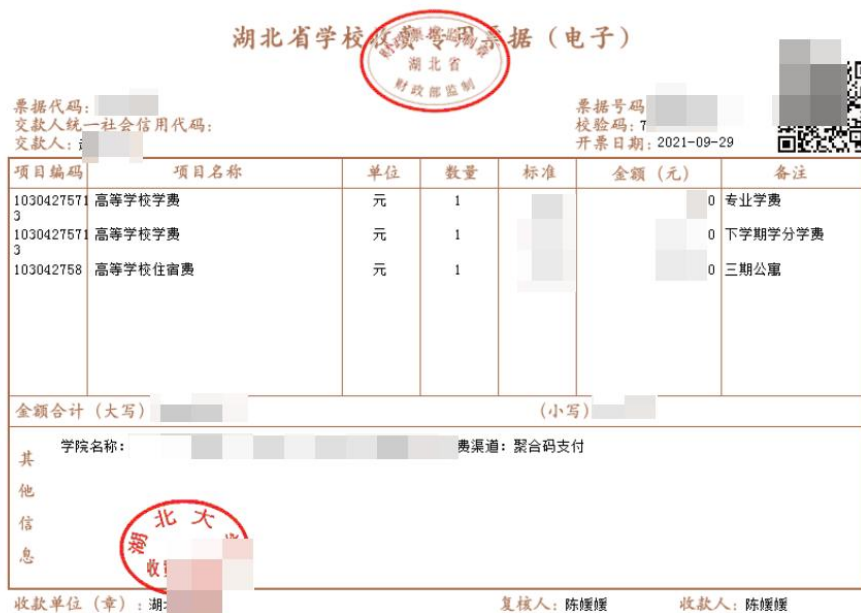 湖北省学校收费专用票据（电子）
湖北省
财政部监制
票据代码:
交款人统一社会信用代码:
交款人:
票据号码
校验码: 7
开票日期: 2021-09-29
项目编码 项目名称 单位 数量 标准 金额（元） 备注
1030427571 高等学校学费 元 1 0 专业学费
3
1030427571 高等学校学费 元 1 0 下学期学分学费
3
103042758 高等学校住宿费 元 1 0 三期公寓
金额合计（大写） （小写）
学院名称: 费渠道: 聚合码支付
其他信息
湖北大
收
收款单位（章）: 湖 复核人: 陈媛媛 收款人: 陈媛媛